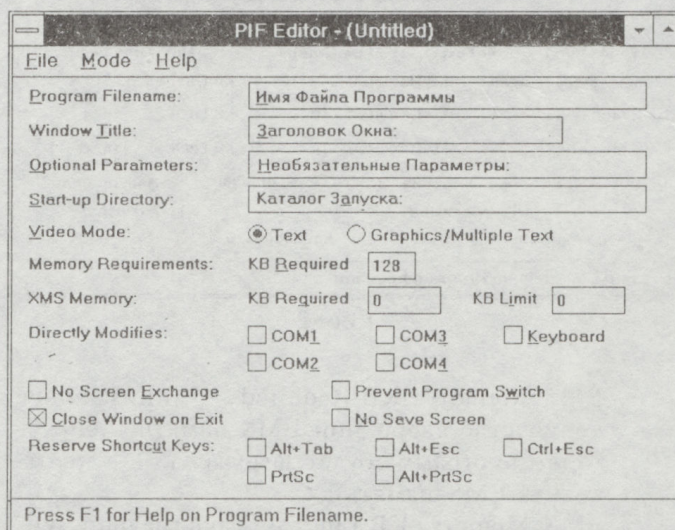 PIF Editor - (Untitled)
File Mode Help
Program Filename: Имя Файла Программы
Window Title: Заголовок Окна:
Optional Parameters: Необязательные Параметры:
Start-up Directory: Каталог Запуска:
Video Mode: Text Graphics/Multiple Text
Memory Requirements: KB Required 128
XMS Memory: KB Required 0 KB Limit 0
Directly Modifies: COM1 COM3 Keyboard
COM2 COM4
No Screen Exchange Prevent Program Switch
Close Window on Exit No Save Screen
Reserve Shortcut Keys: Alt+Tab Alt+Esc Ctrl+Esc
PrtSc Alt+PrtSc
Press F1 for Help on Program Filename.